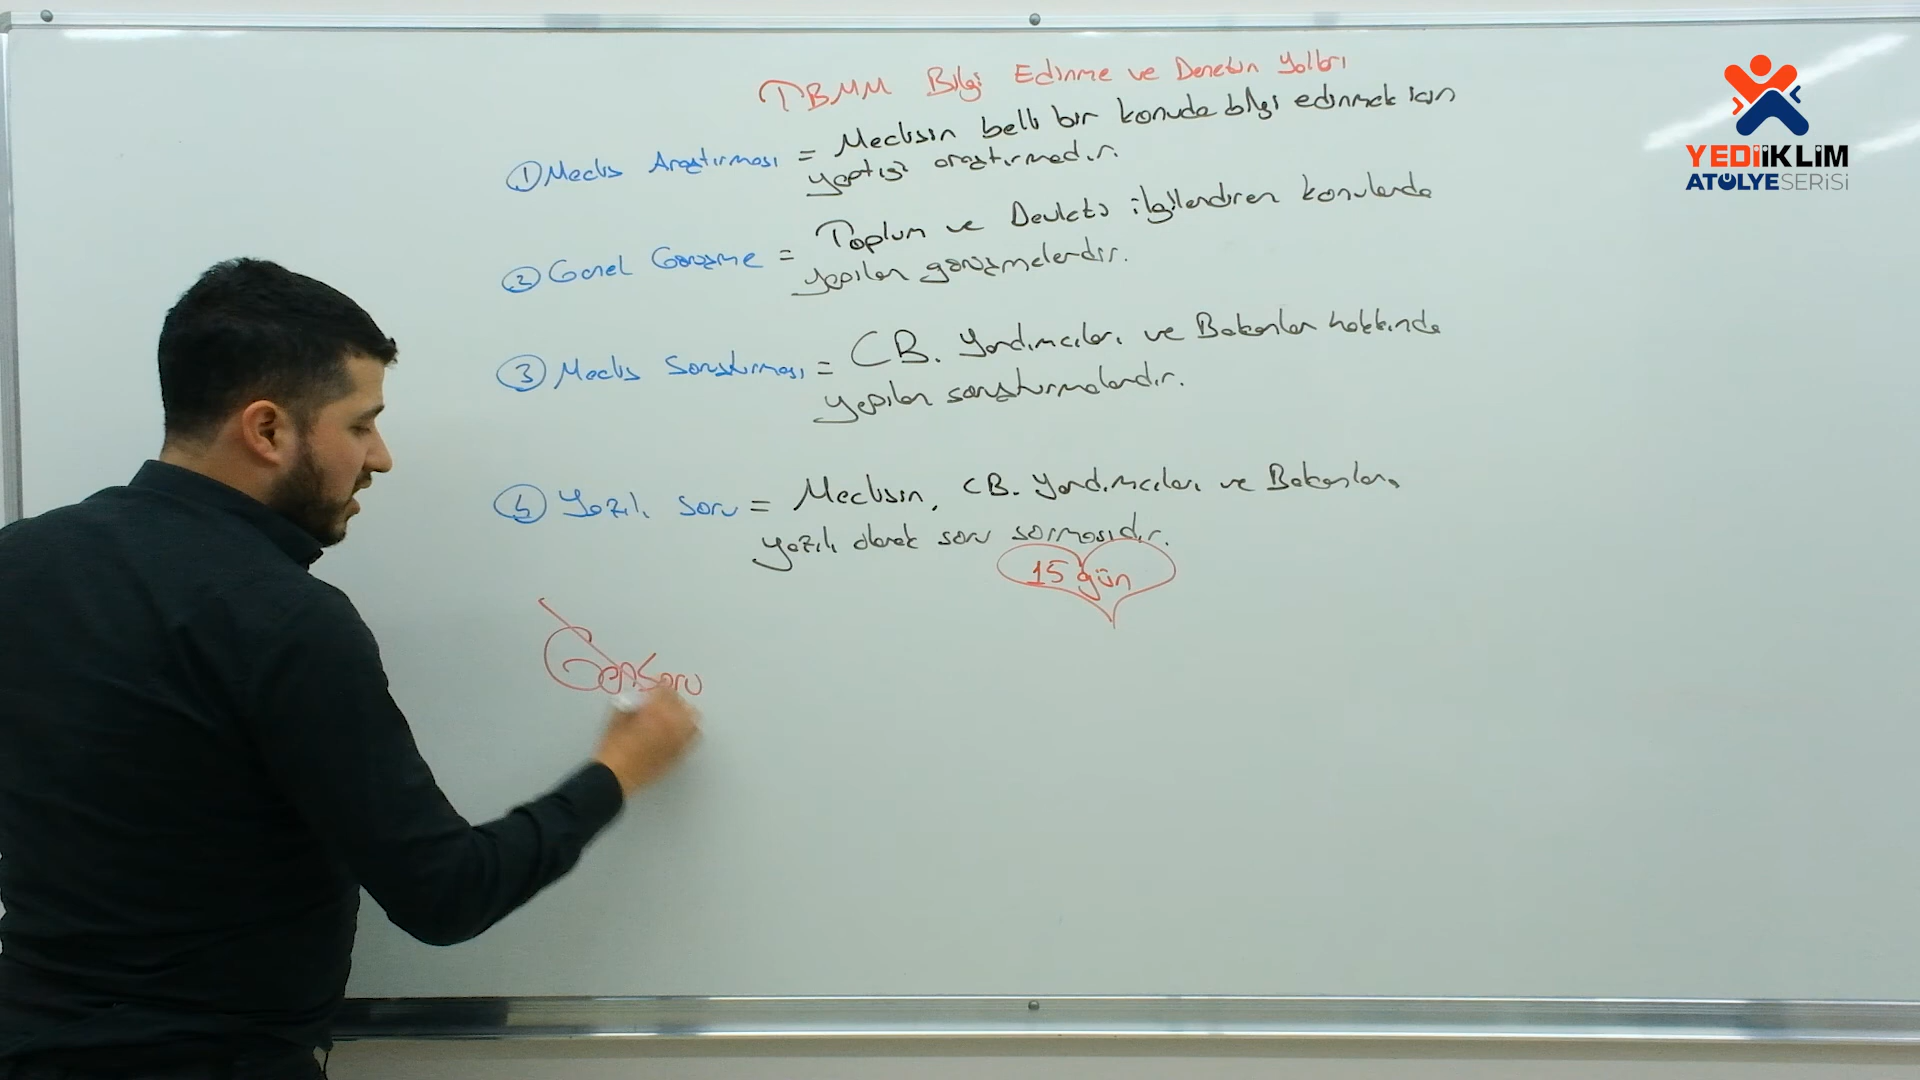 TBMM Bilgi Edinme ve Denetim Yolları
① Meclis Araştırması = Meclisin belli bir konuda bilgi edinmek için
yaptığı araştırmadır.
② Genel Görüşme = Toplum ve Devleti ilgilendiren konularda
yapılan görüşmelerdir.
③ Meclis Soruşturması = CB. Yardımcıları ve Bakanlar hakkında
yapılan soruşturmalardır.
④ Yazılı Soru = Meclisin, CB. Yardımcıları ve Bakanlara
yazılı olarak soru sormasıdır.
15 gün
Gensoru
YEDİİKLİM
ATÖLYESERİSİ